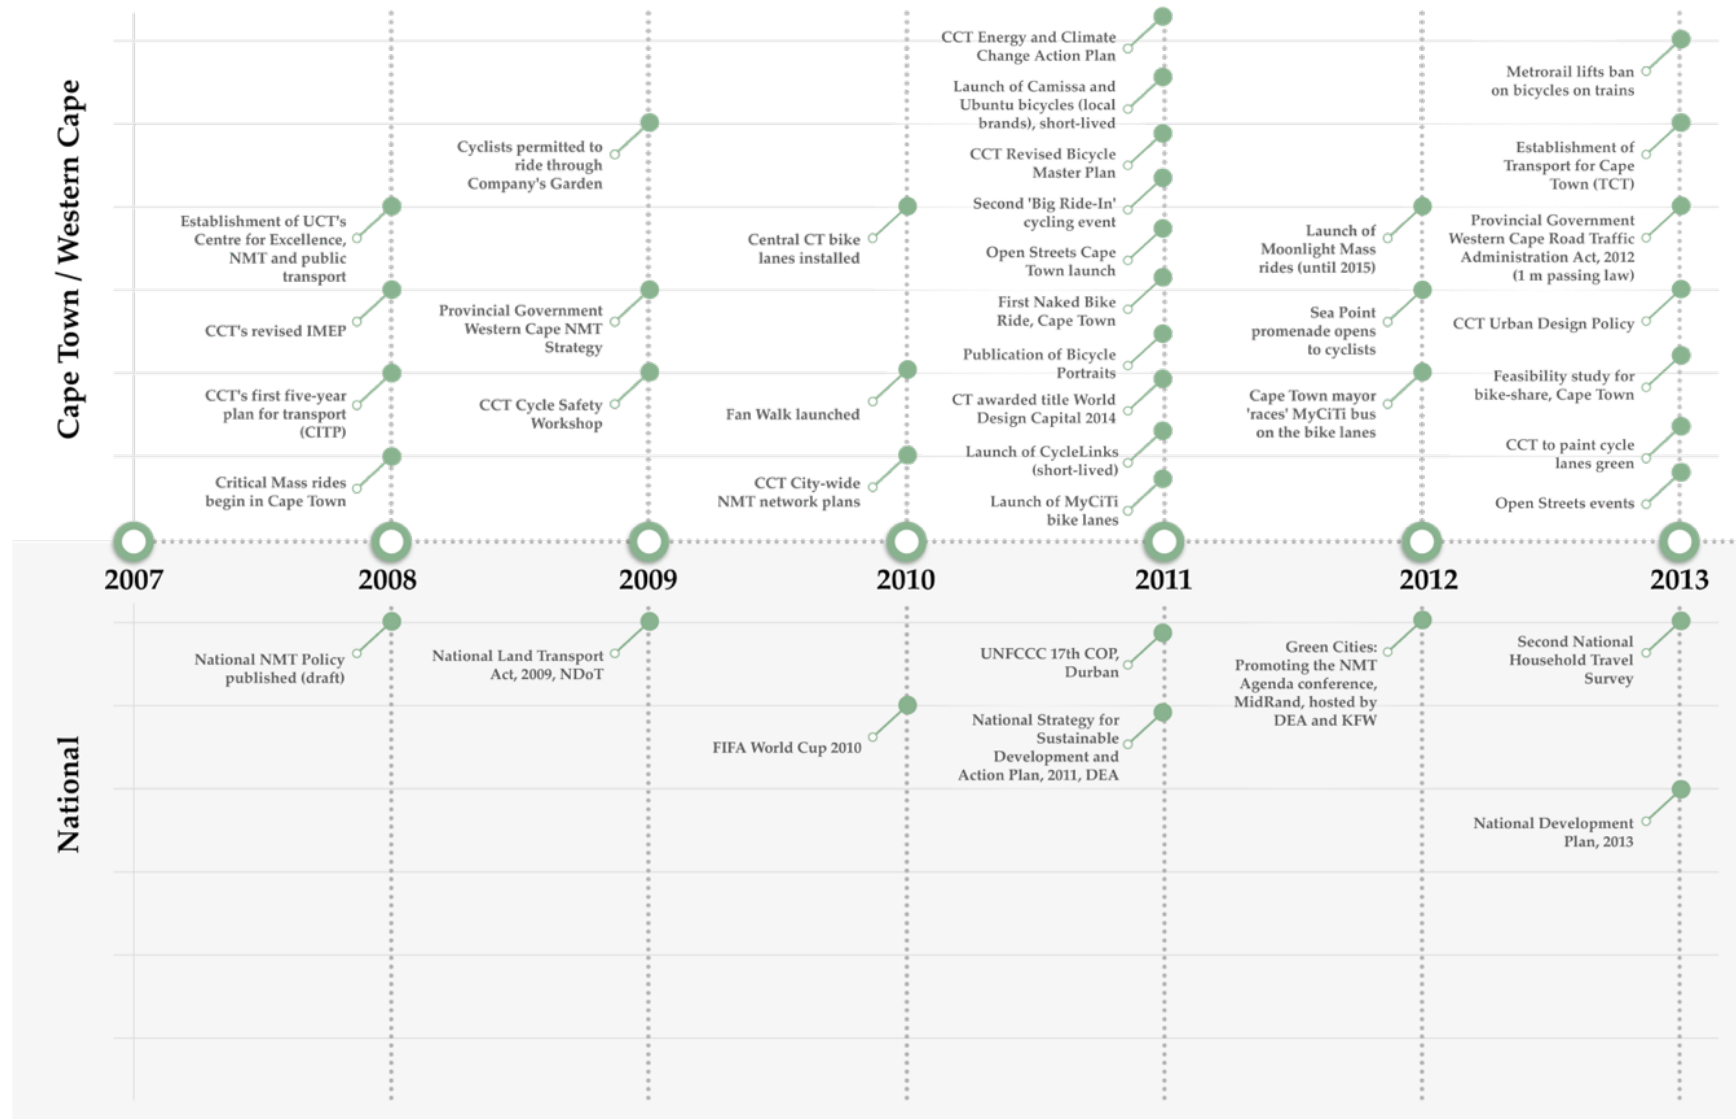 Cape Town / Western Cape
Establishment of UCT's
Centre for Excellence,
NMT and public
transport
CCT's revised IMEP
CCT's first five-year
plan for transport
(CITP)
Critical Mass rides
begin in Cape Town
Cyclists permitted to
ride through
Company's Garden
Provincial Government
Western Cape NMT
Strategy
CCT Cycle Safety
Workshop
Central CT bike
lanes installed
Fan Walk launched
CCT City-wide
NMT network plans
CCT Energy and Climate
Change Action Plan
Launch of Camissa and
Ubuntu bicycles (local
brands), short-lived
CCT Revised Bicycle
Master Plan
Second 'Big Ride-In'
cycling event
Open Streets Cape
Town launch
First Naked Bike
Ride, Cape Town
Publication of Bicycle
Portraits
CT awarded title World
Design Capital 2014
Launch of CycleLinks
(short-lived)
Launch of MyCiTi
bike lanes
Launch of
Moonlight Mass
rides (until 2015)
Sea Point
promenade opens
to cyclists
Cape Town mayor
'races' MyCiTi bus
on the bike lanes
Metrorail lifts ban
on bicycles on trains
Establishment of
Transport for Cape
Town (TCT)
Provincial Government
Western Cape Road Traffic
Administration Act, 2012
(1 m passing law)
CCT Urban Design Policy
Feasibility study for
bike-share, Cape Town
CCT to paint cycle
lanes green
Open Streets events
2007
2008
2009
2010
2011
2012
2013
National
National NMT Policy
published (draft)
National Land Transport
Act, 2009, NDoT
FIFA World Cup 2010
UNFCCC 17th COP,
Durban
National Strategy for
Sustainable
Development and
Action Plan, 2011, DEA
Green Cities:
Promoting the NMT
Agenda conference,
MidRand, hosted by
DEA and KFW
Second National
Household Travel
Survey
National Development
Plan, 2013